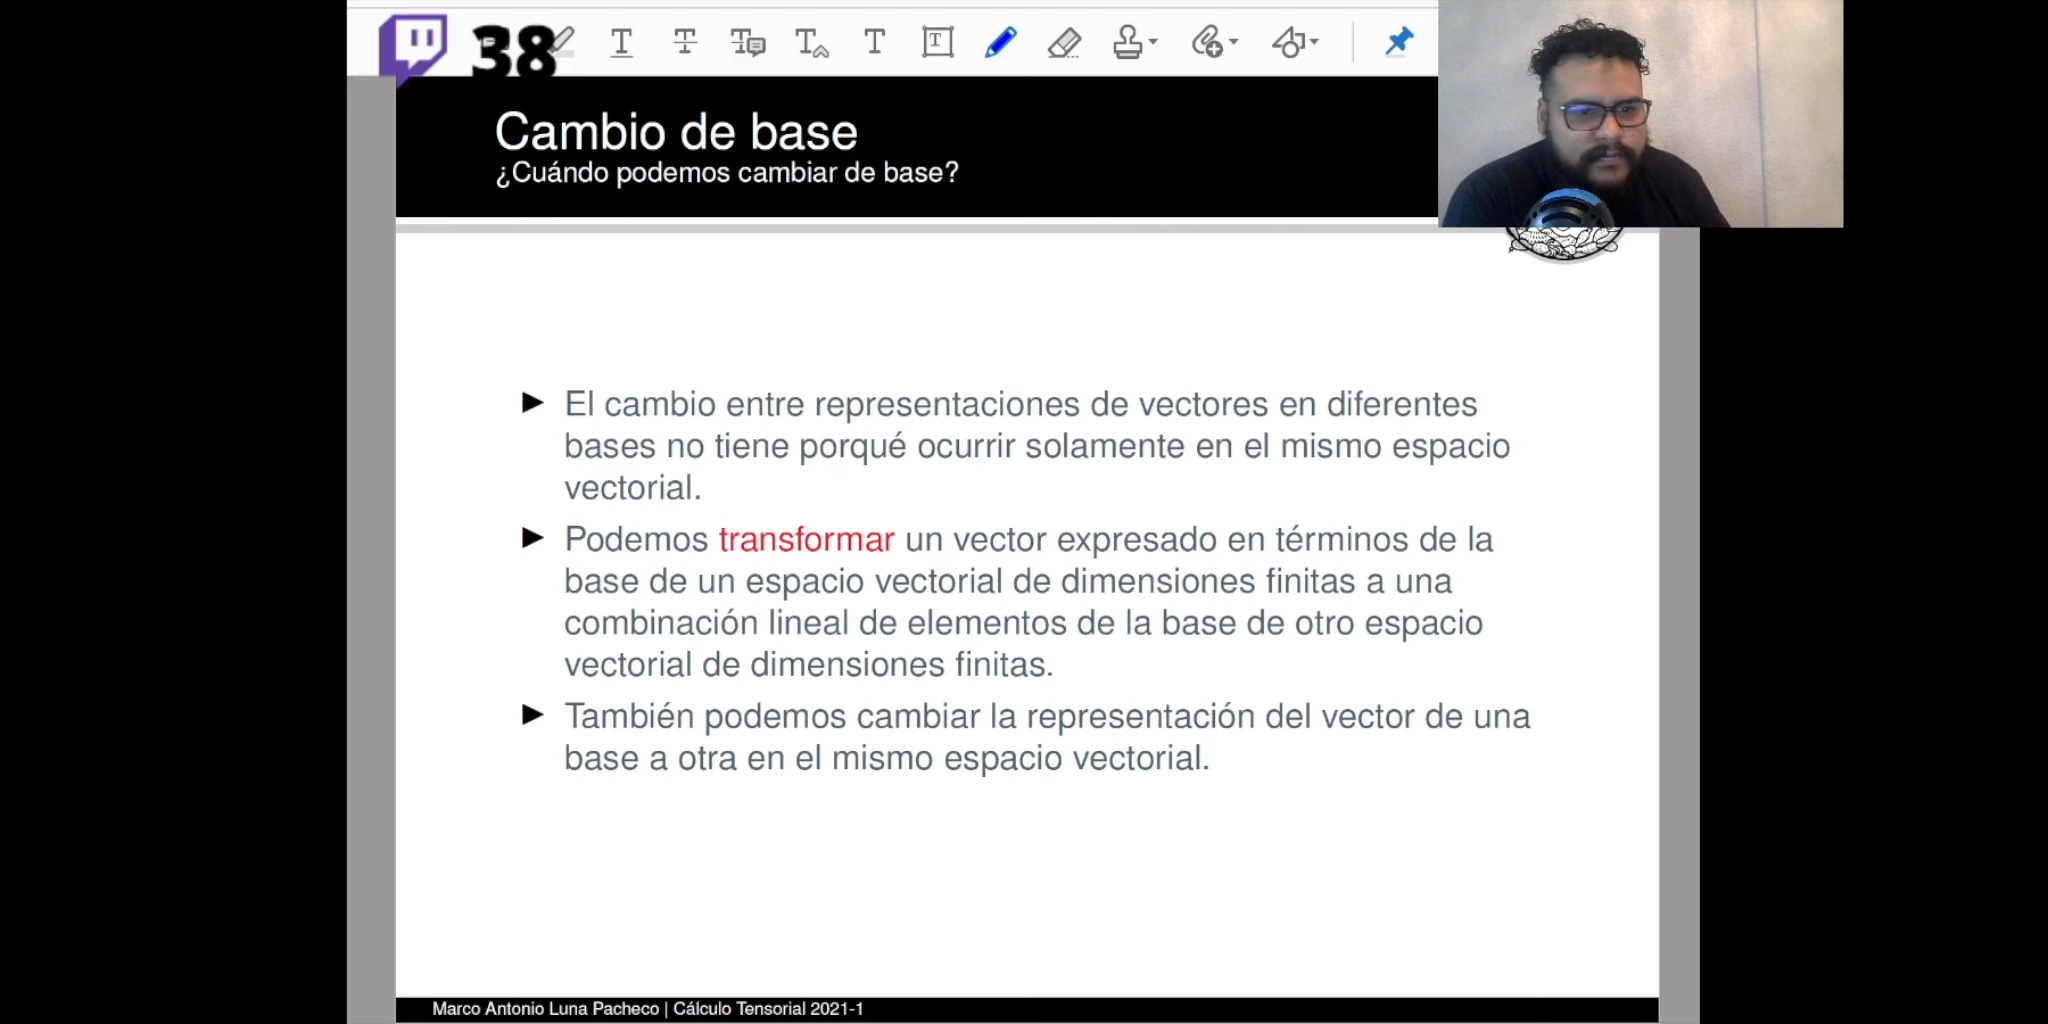 38
T T T T T T
Cambio de base
¿Cuándo podemos cambiar de base?
El cambio entre representaciones de vectores en diferentes
bases no tiene porqué ocurrir solamente en el mismo espacio
vectorial.
Podemos transformar un vector expresado en términos de la
base de un espacio vectorial de dimensiones finitas a una
combinación lineal de elementos de la base de otro espacio
vectorial de dimensiones finitas.
También podemos cambiar la representación del vector de una
base a otra en el mismo espacio vectorial.
Marco Antonio Luna Pacheco | Cálculo Tensorial 2021-1